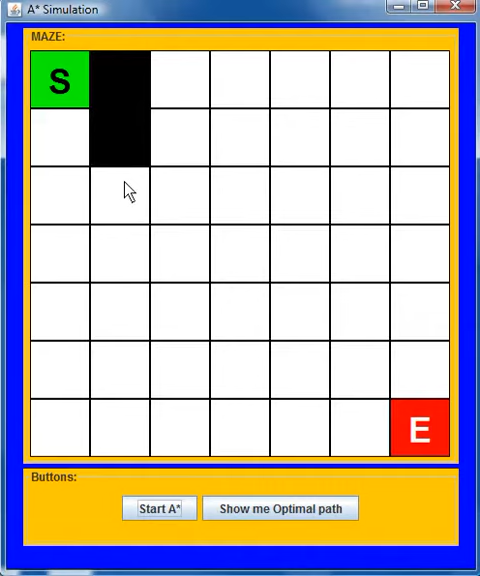 A* Simulation
MAZE:
S
E
Buttons:
Start A*
Show me Optimal path